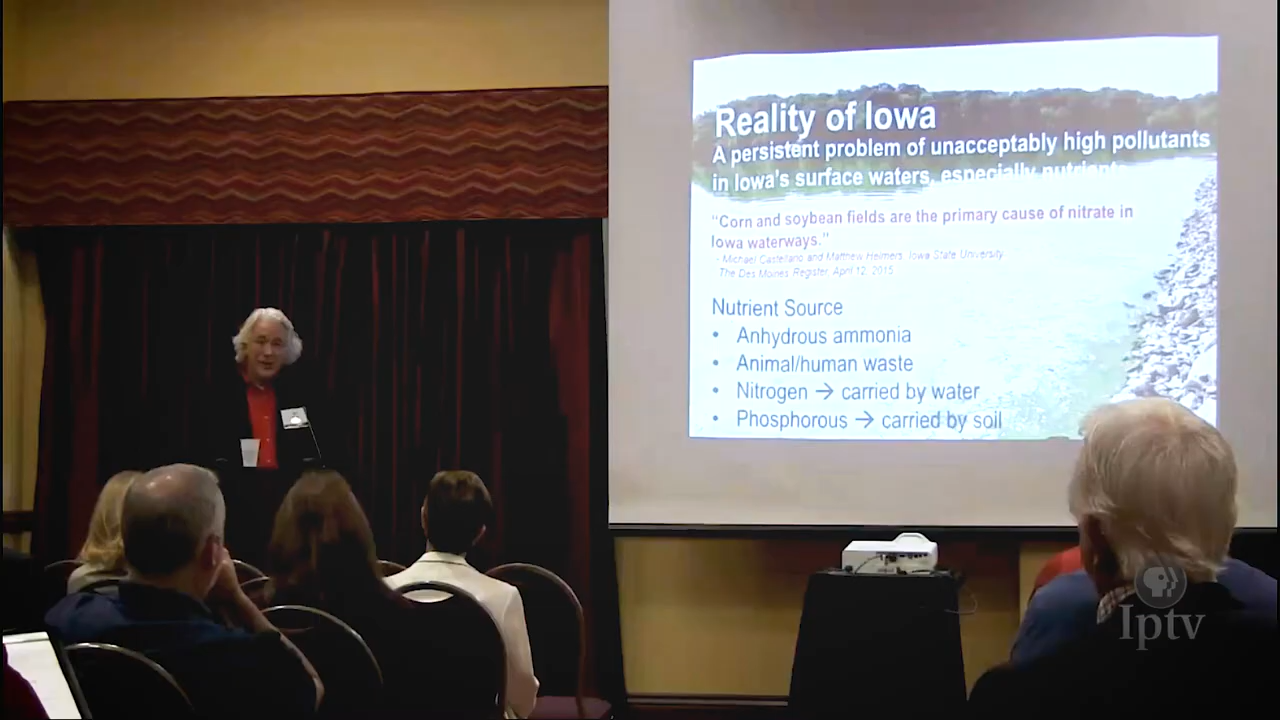 Reality of Iowa
A persistent problem of unacceptably high pollutants
in Iowa's surface waters, especially nutrients
"Corn and soybean fields are the primary cause of nitrate in
Iowa waterways."
- Michael Castellano and Matthew Helmers, Iowa State University
The Des Moines Register, April 12, 2015
Nutrient Source
• Anhydrous ammonia
• Animal/human waste
• Nitrogen → carried by water
• Phosphorous → carried by soil
Iptv